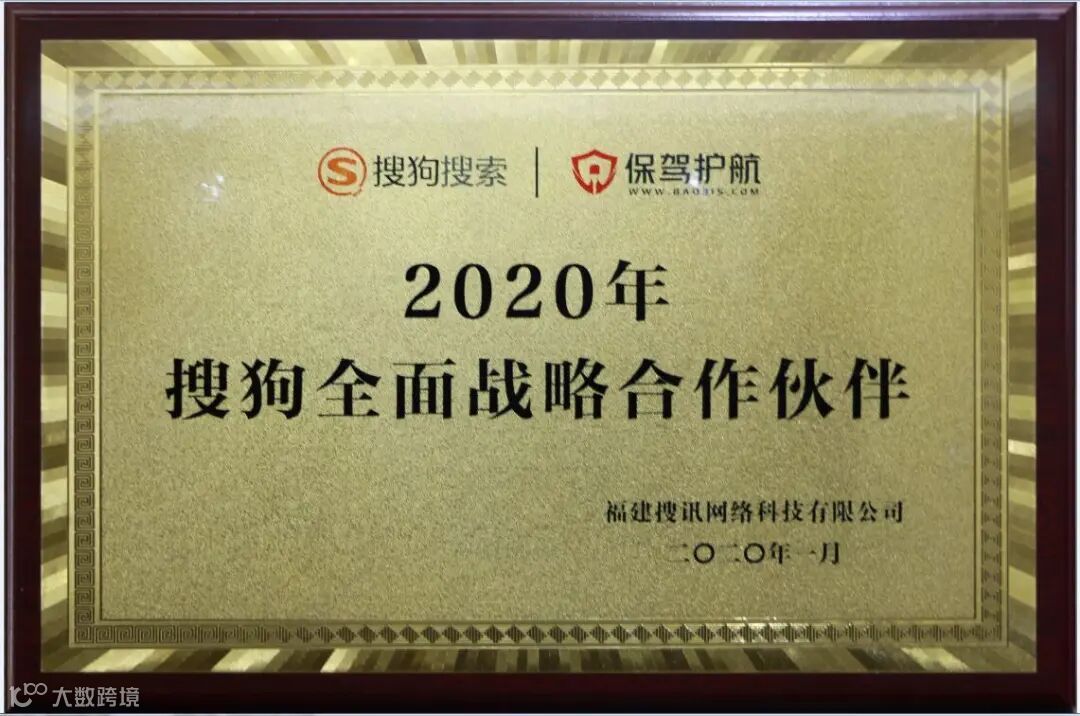 搜狗搜索 | 保驾护航
WWW.BAOBIS.COM
2020年
搜狗全面战略合作伙伴
福建搜讯网络科技有限公司
二〇二〇年一月
大数跨境